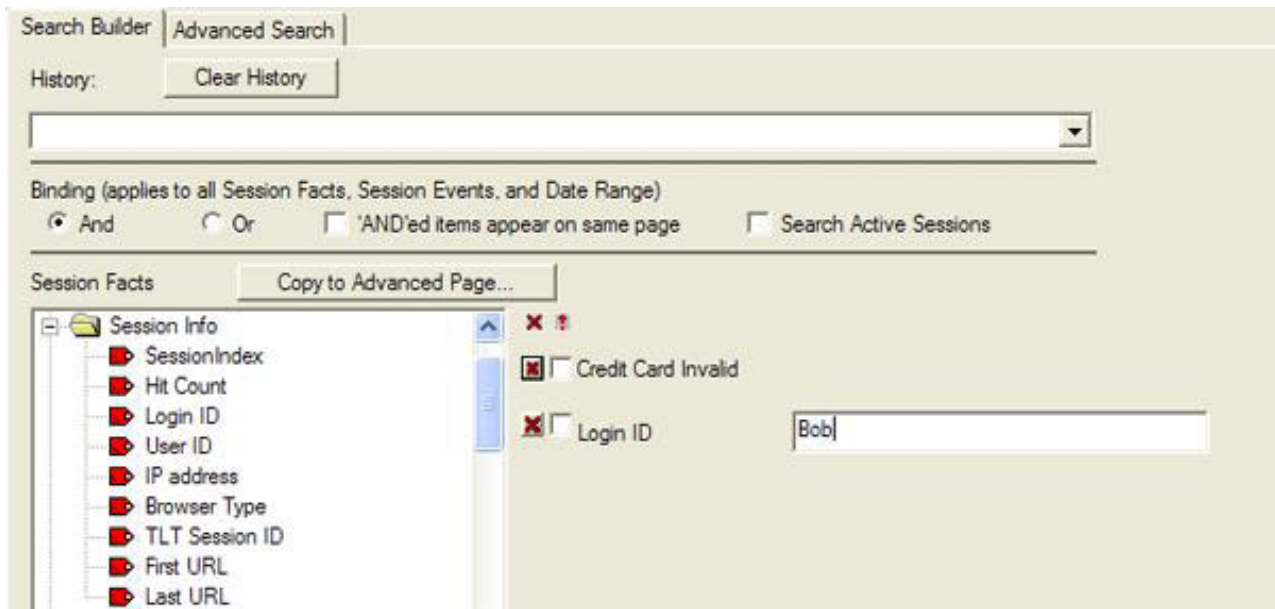 Search Builder Advanced Search
History: Clear History
Binding (applies to all Session Facts, Session Events, and Date Range)
And Or 'AND'ed items appear on same page Search Active Sessions
Session Facts Copy to Advanced Page...
Session Info
SessionIndex
Hit Count
Login ID
User ID
IP address
Browser Type
TLT Session ID
First URL
Last URL
Credit Card Invalid
Login ID Bob